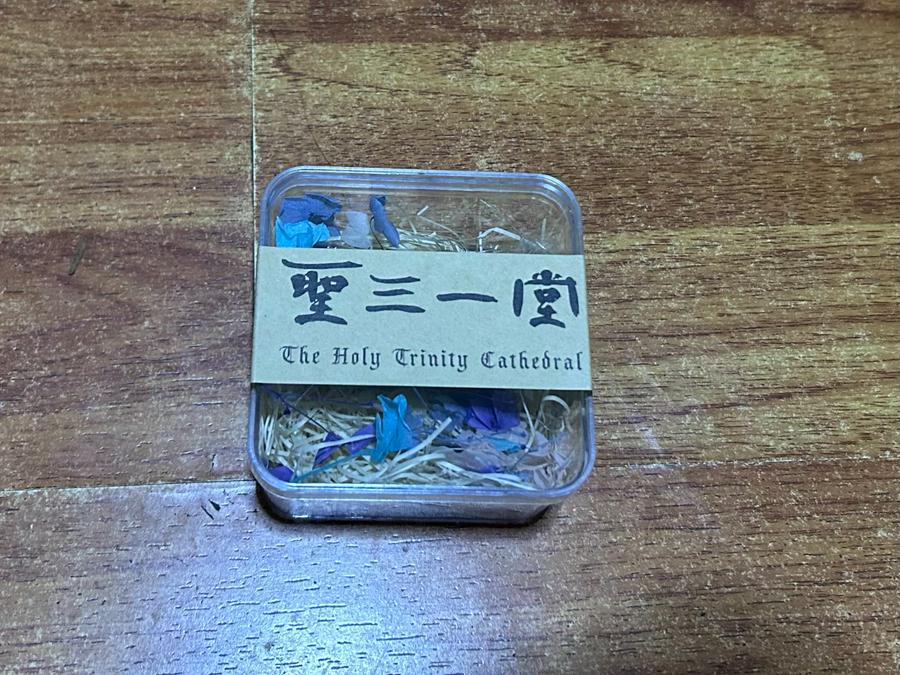 聖三一堂
The Holy Trinity Cathedral